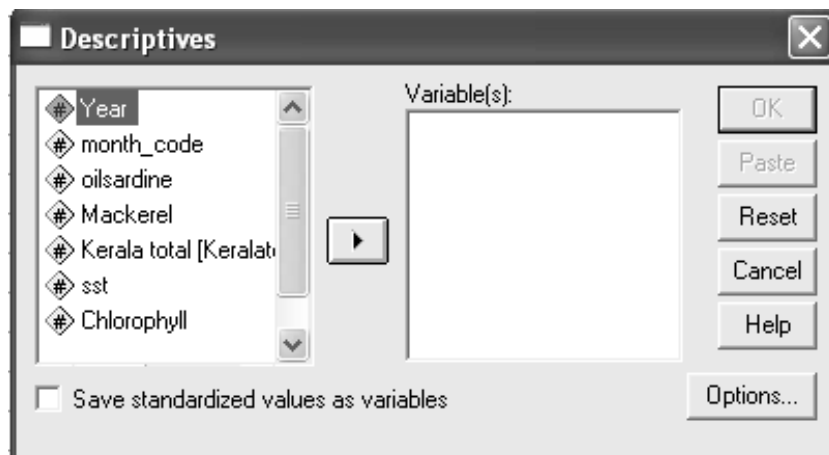 Descriptives
Year
month_code
oilsardine
Mackerel
Kerala total [Keralat
sst
Chlorophyll
Variable(s):
OK
Paste
Reset
Cancel
Help
Save standardized values as variables
Options...